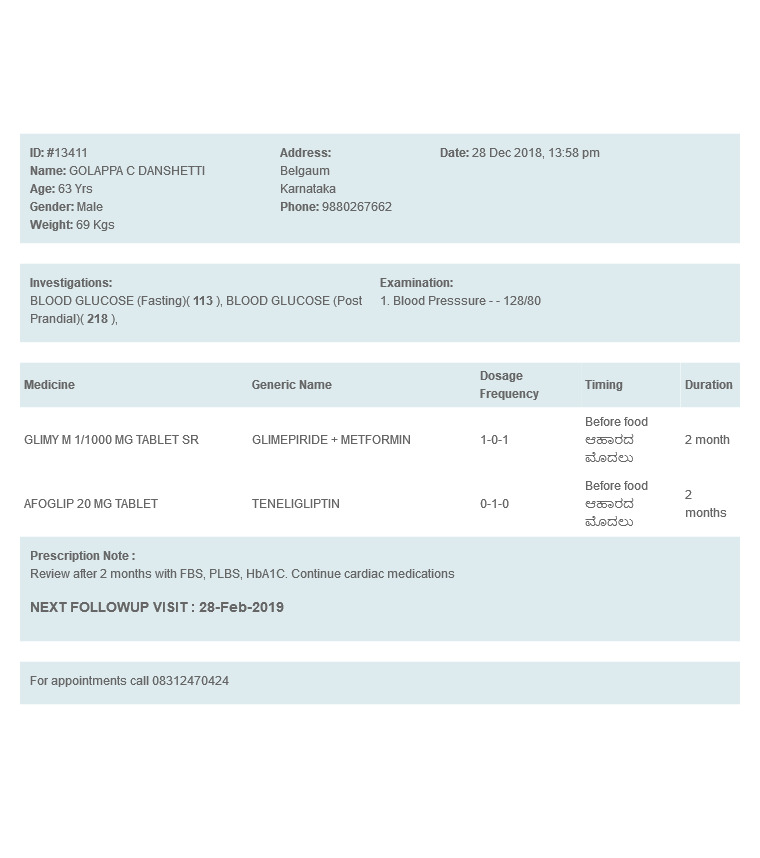 ID: #13411
Name: GOLAPPA C DANSHETTI
Age: 63 Yrs
Gender: Male
Weight: 69 Kgs
Address:
Belgaum
Karnataka
Phone: 9880267662
Date: 28 Dec 2018, 13:58 pm
Investigations:
BLOOD GLUCOSE (Fasting)( 113 ), BLOOD GLUCOSE (Post
Prandial)( 218 ),
Examination:
1. Blood Presssure - - 128/80
Medicine Generic Name Dosage Frequency Timing Duration
GLIMY M 1/1000 MG TABLET SR GLIMEPIRIDE + METFORMIN 1-0-1 Before food ಆಹಾರದ ಮೊದಲು 2 month
AFOGLIP 20 MG TABLET TENELIGLIPTIN 0-1-0 Before food ಆಹಾರದ ಮೊದಲು 2 months
Prescription Note :
Review after 2 months with FBS, PLBS, HbA1C. Continue cardiac medications
NEXT FOLLOWUP VISIT : 28-Feb-2019
For appointments call 08312470424